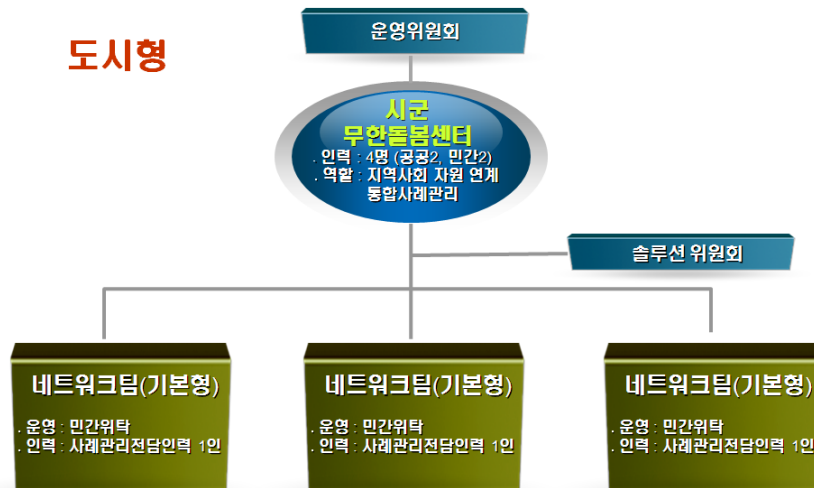 도시형
운영위원회
시군
무한돌봄센터
. 인력 : 4명 (공공2, 민간2)
. 역할 : 지역사회 자원 연계
통합사례관리
솔루션 위원회
네트워크팀(기본형)
. 운영 : 민간위탁
. 인력 : 사례관리전담인력 1인
네트워크팀(기본형)
. 운영 : 민간위탁
. 인력 : 사례관리전담인력 1인
네트워크팀(기본형)
. 운영 : 민간위탁
. 인력 : 사례관리전담인력 1인